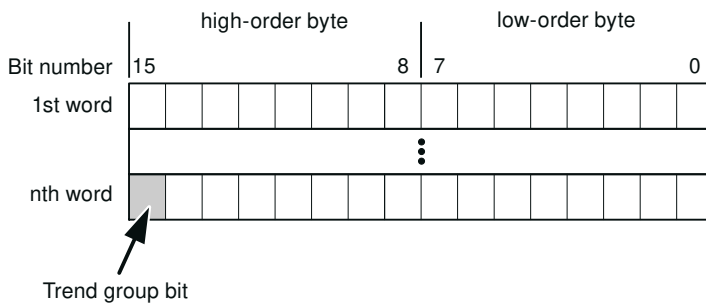 high-order byte low-order byte
Bit number 15 8 7 0
1st word
nth word
Trend group bit